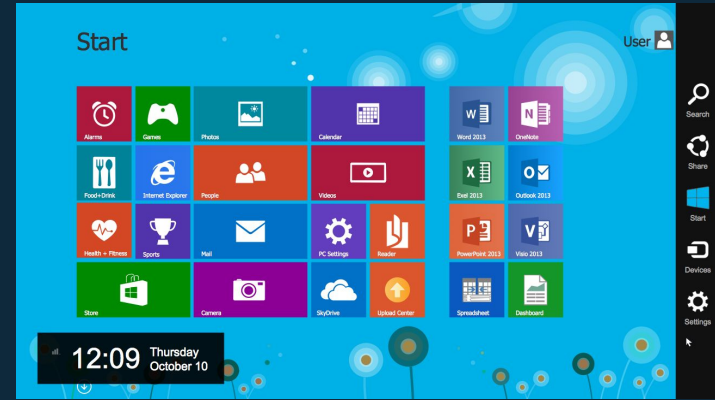 Start
User
Alarms
Games
Photos
Calendar
Word 2013
OneNote
Food+Drink
Internet Explorer
People
Videos
Exel 2013
Outlook 2013
Health + Fitness
Sports
Mail
PC Settings
Reader
PowerPoint 2013
Visio 2013
Store
Camera
SkyDrive
Upload Center
Spreadsheet
Dashboard
Search
Share
Start
Devices
Settings
12:09
Thursday
October 10